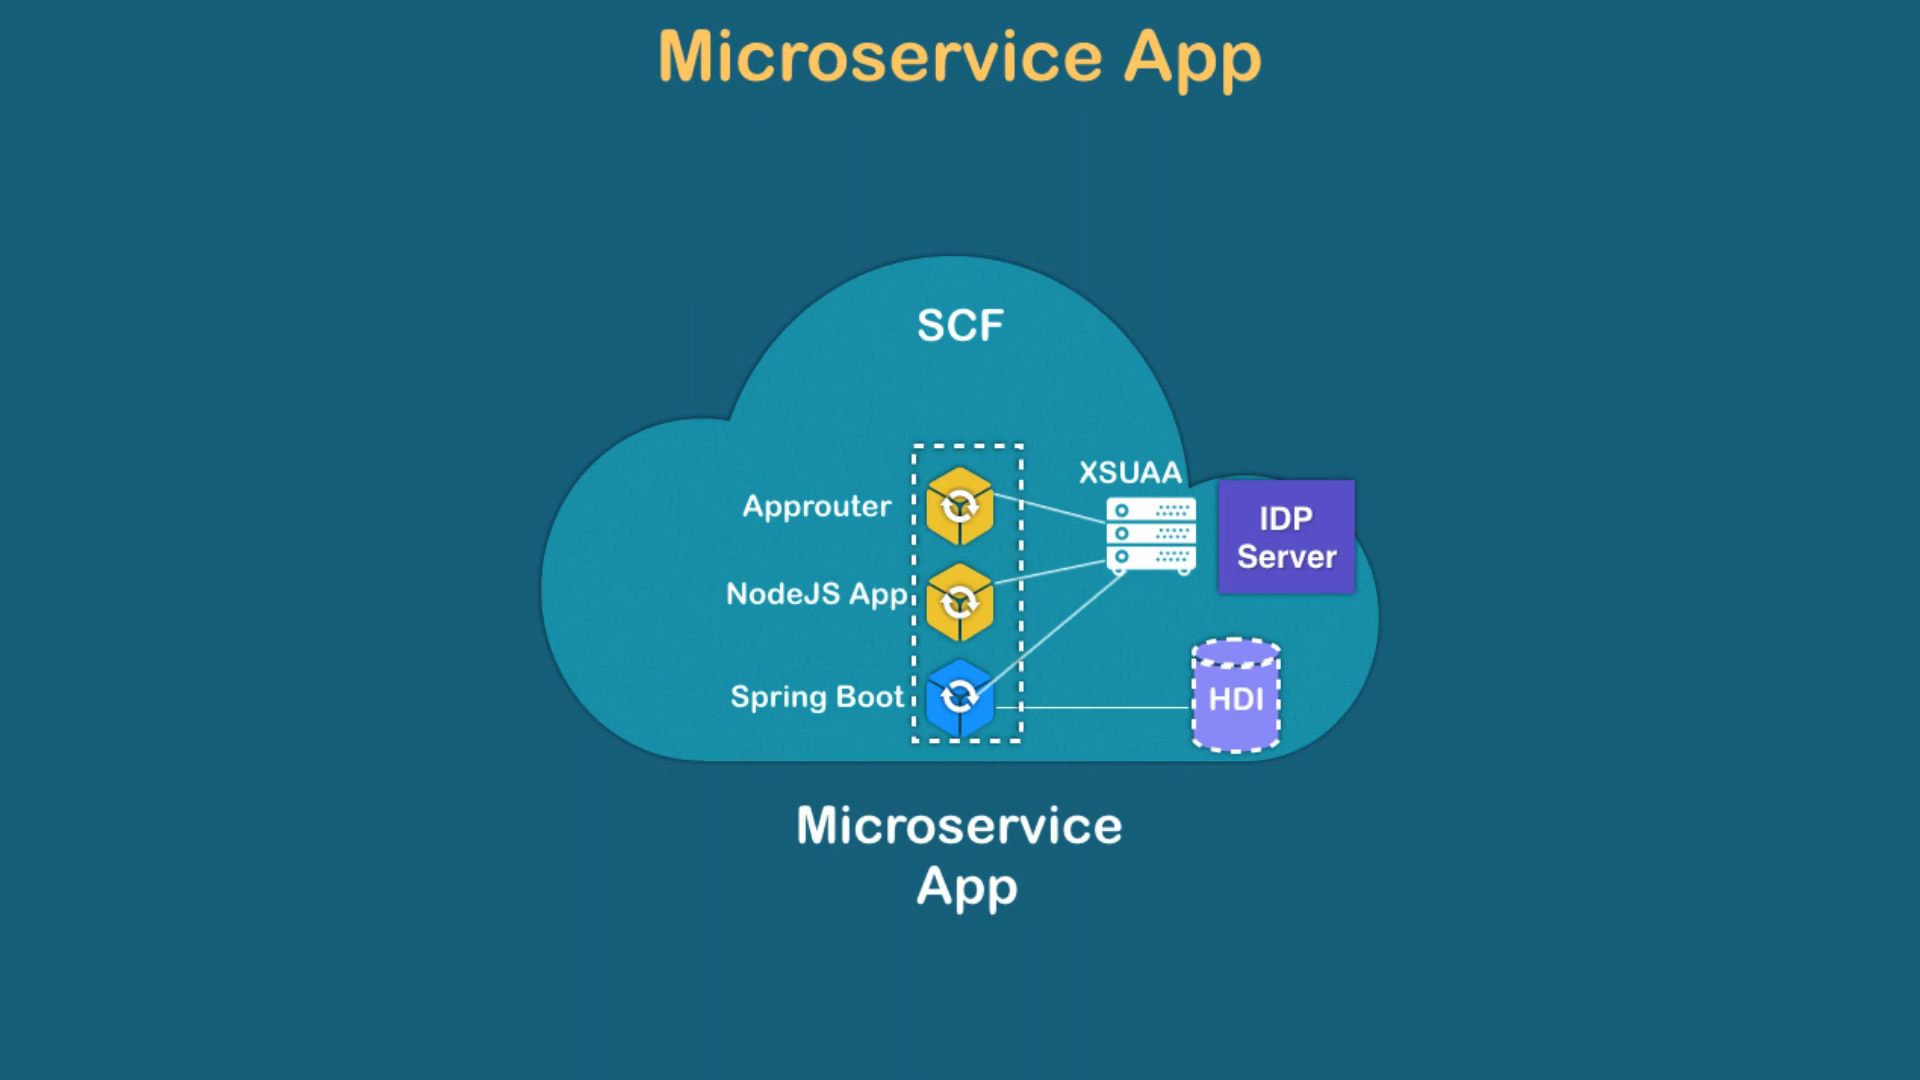 Microservice App
SCF
XSUAA
Approuter
IDP
Server
NodeJS App
Spring Boot
HDI
Microservice
App